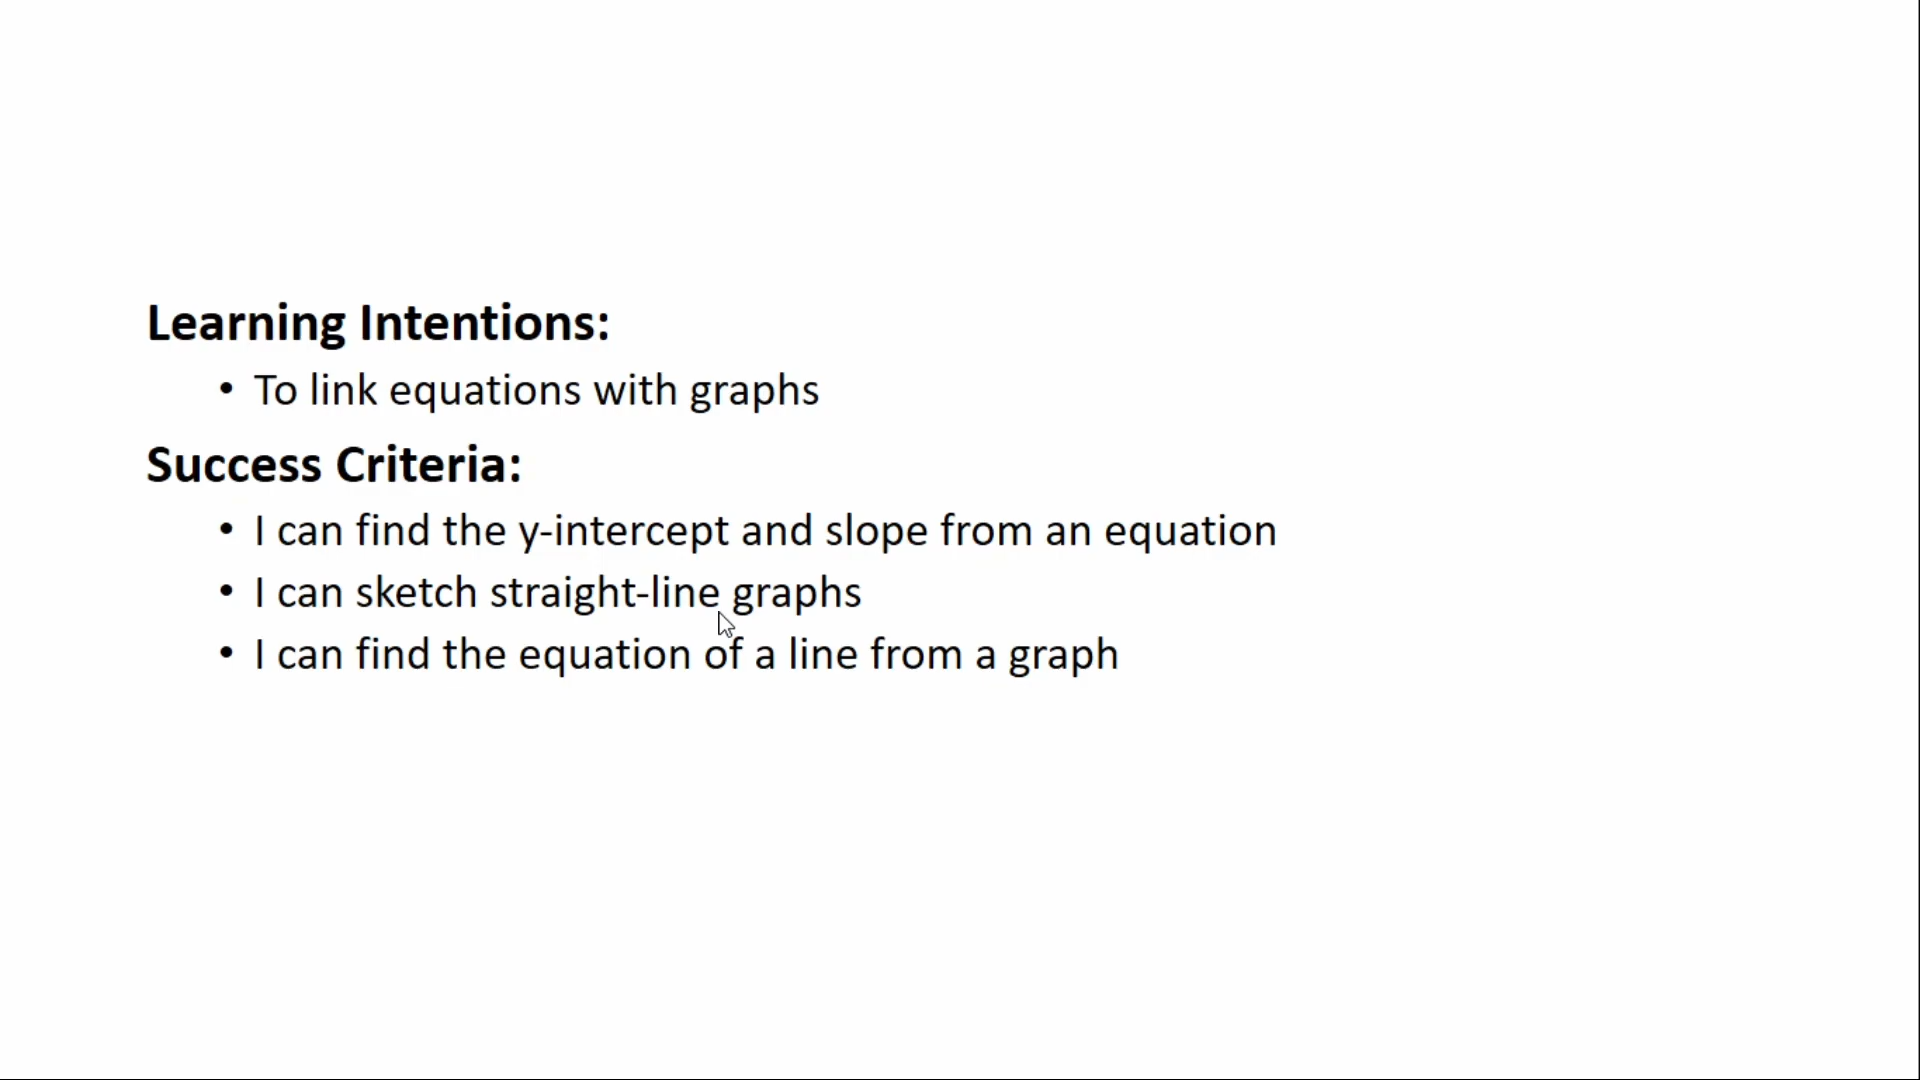 Learning Intentions:
• To link equations with graphs
Success Criteria:
• I can find the y-intercept and slope from an equation
• I can sketch straight-line graphs
• I can find the equation of a line from a graph